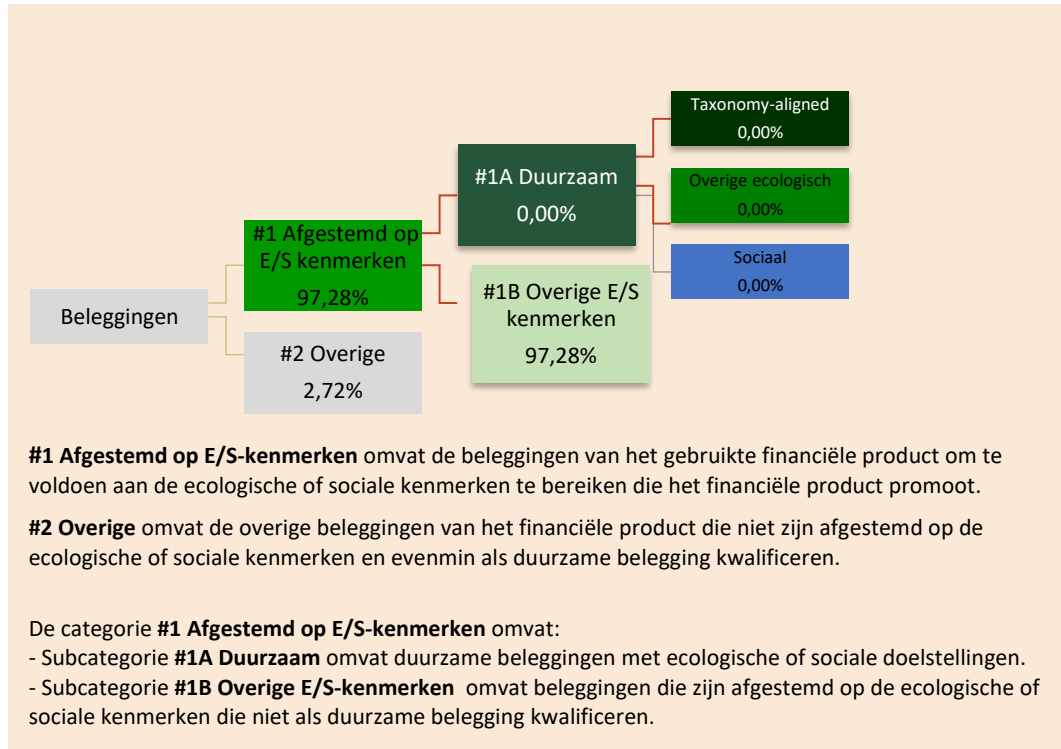 Taxonomy-aligned
0,00%
#1A Duurzaam
0,00%
Overige ecologisch
0,00%
#1 Afgestemd op
E/S kenmerken
97,28%
Sociaal
0,00%
#1B Overige E/S
kenmerken
97,28%
Beleggingen
#2 Overige
2,72%
#1 Afgestemd op E/S-kenmerken omvat de beleggingen van het gebruikte financiële product om te
voldoen aan de ecologische of sociale kenmerken te bereiken die het financiële product promoot.
#2 Overige omvat de overige beleggingen van het financiële product die niet zijn afgestemd op de
ecologische of sociale kenmerken en evenmin als duurzame belegging kwalificeren.
De categorie #1 Afgestemd op E/S-kenmerken omvat:
- Subcategorie #1A Duurzaam omvat duurzame beleggingen met ecologische of sociale doelstellingen.
- Subcategorie #1B Overige E/S-kenmerken omvat beleggingen die zijn afgestemd op de ecologische of
sociale kenmerken die niet als duurzame belegging kwalificeren.